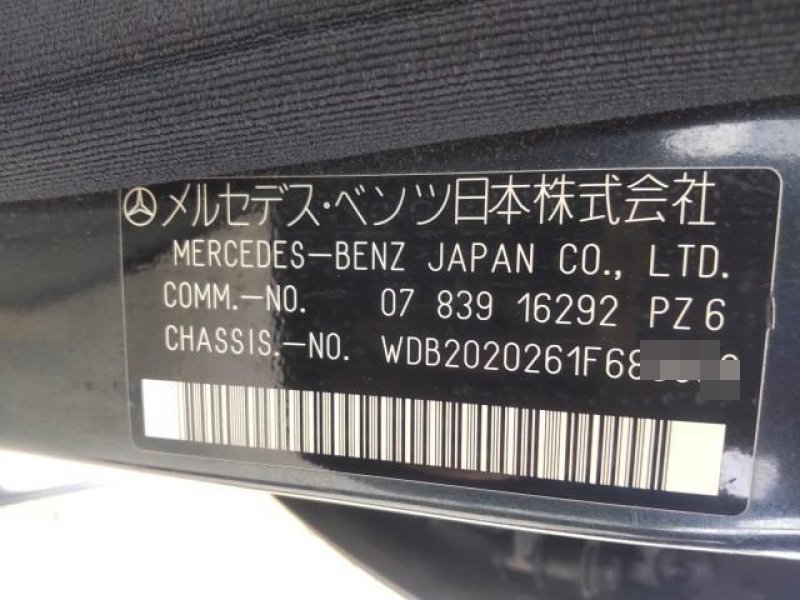 メルセデス・ベンツ日本株式会社
MERCEDES-BENZ JAPAN CO., LTD.
COMM.-NO. 07 839 16292 PZ6
CHASSIS.-NO. WDB2020261F68